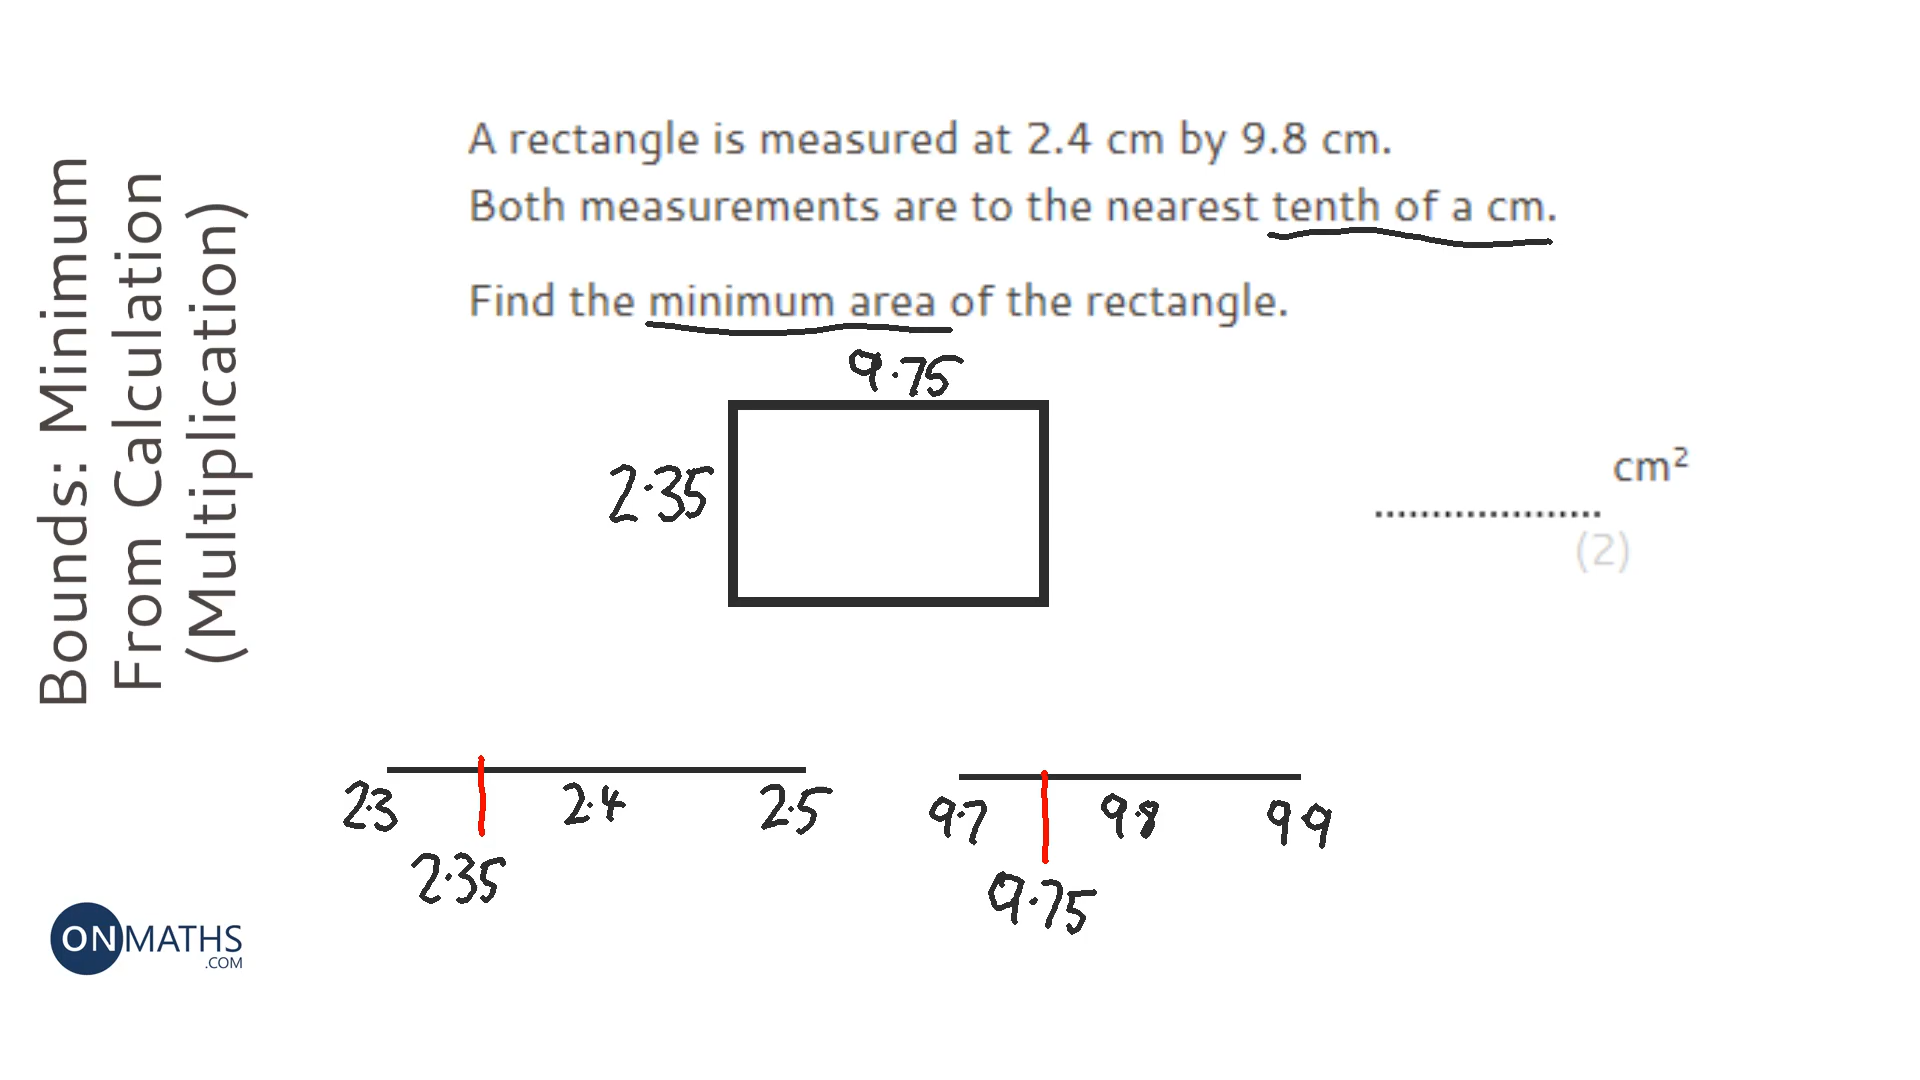 Bounds: Minimum
From Calculation
(Multiplication)
A rectangle is measured at 2.4 cm by 9.8 cm.
Both measurements are to the nearest tenth of a cm.
Find the minimum area of the rectangle.
9.75
2.35
cm²
....................
(2)
2.3 2.4 2.5
2.35
9.7 9.8 9 9
9.75
ONMATHS
.COM